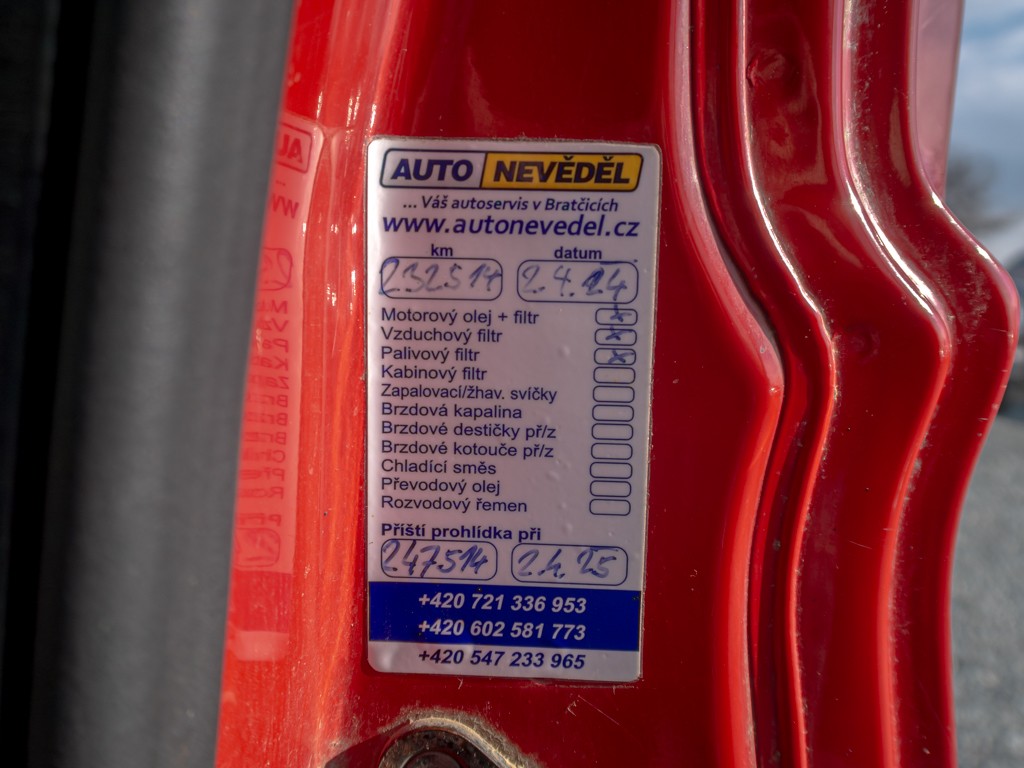 AUTO NEVĚDĚL
... Váš autoservis v Bratčicích
www.autonevedel.cz
km datum
232514 2.4.24
Motorový olej + filtr x
Vzduchový filtr x
Palivový filtr x
Kabinový filtr
Zapalovací/žhav. svíčky
Brzdová kapalina
Brzdové destičky př/z
Brzdové kotouče př/z
Chladící směs
Převodový olej
Rozvodový řemen
Příští prohlídka při
247514 2.4.25
+420 721 336 953
+420 602 581 773
+420 547 233 965